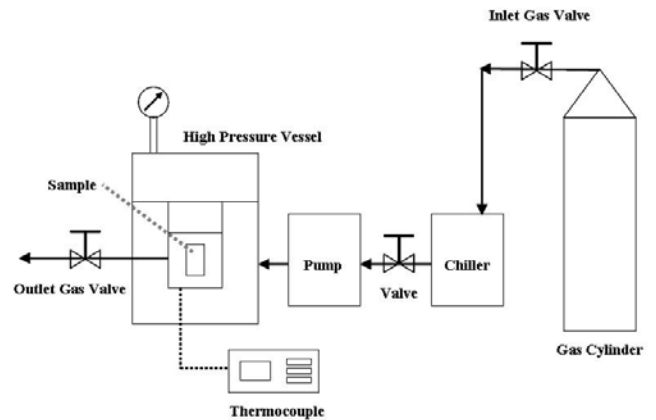 Inlet Gas Valve
High Pressure Vessel
Sample
Pump
Chiller
Valve
Outlet Gas Valve
Gas Cylinder
Thermocouple